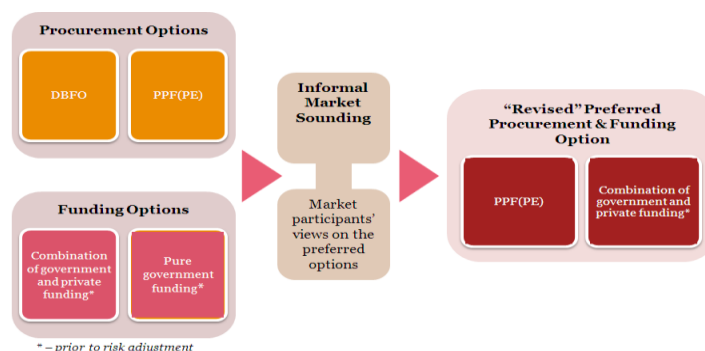 Procurement Options
DBFO
PPF(PE)
Funding Options
Combination
of government
and private
funding*
Pure
government
funding*
* – prior to risk adjustment
Informal
Market
Sounding
Market
participants’
views on the
preferred
options
“Revised” Preferred
Procurement & Funding
Option
PPF(PE)
Combination of
government and
private funding*